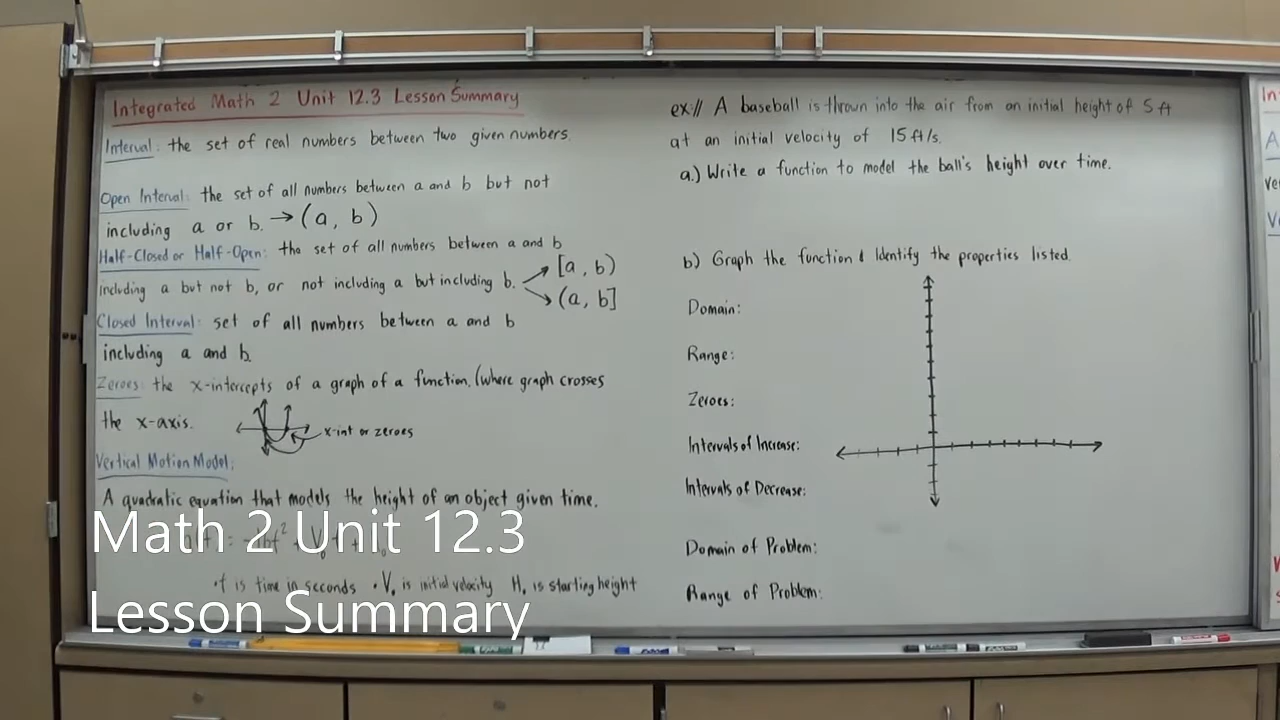 Integrated Math 2 Unit 12.3 Lesson Summary
Interval: the set of real numbers between two given numbers.
Open Interval: the set of all numbers between a and b but not
including a or b. → (a, b)
Half-Closed or Half-Open: the set of all numbers between a and b
including a but not b, or not including a but including b.
[a, b)
(a, b]
Closed Interval: set of all numbers between a and b
including a and b.
Zeroes: the x-intercepts of a graph of a function. (where graph crosses
the x-axis.
x-int or zeroes
Vertical Motion Model:
A quadratic equation that models the height of an object given time.
• t is time in seconds • V₀ is initial velocity H₀ is starting height
Math 2 Unit 12.3
Lesson Summary
ex:// A baseball is thrown into the air from an initial height of 5 ft
at an initial velocity of 15 ft/s.
a.) Write a function to model the ball's height over time.
b) Graph the function & Identify the properties listed.
Domain:
Range:
Zeroes:
Intervals of Increase:
Intervals of Decrease:
Domain of Problem:
Range of Problem: